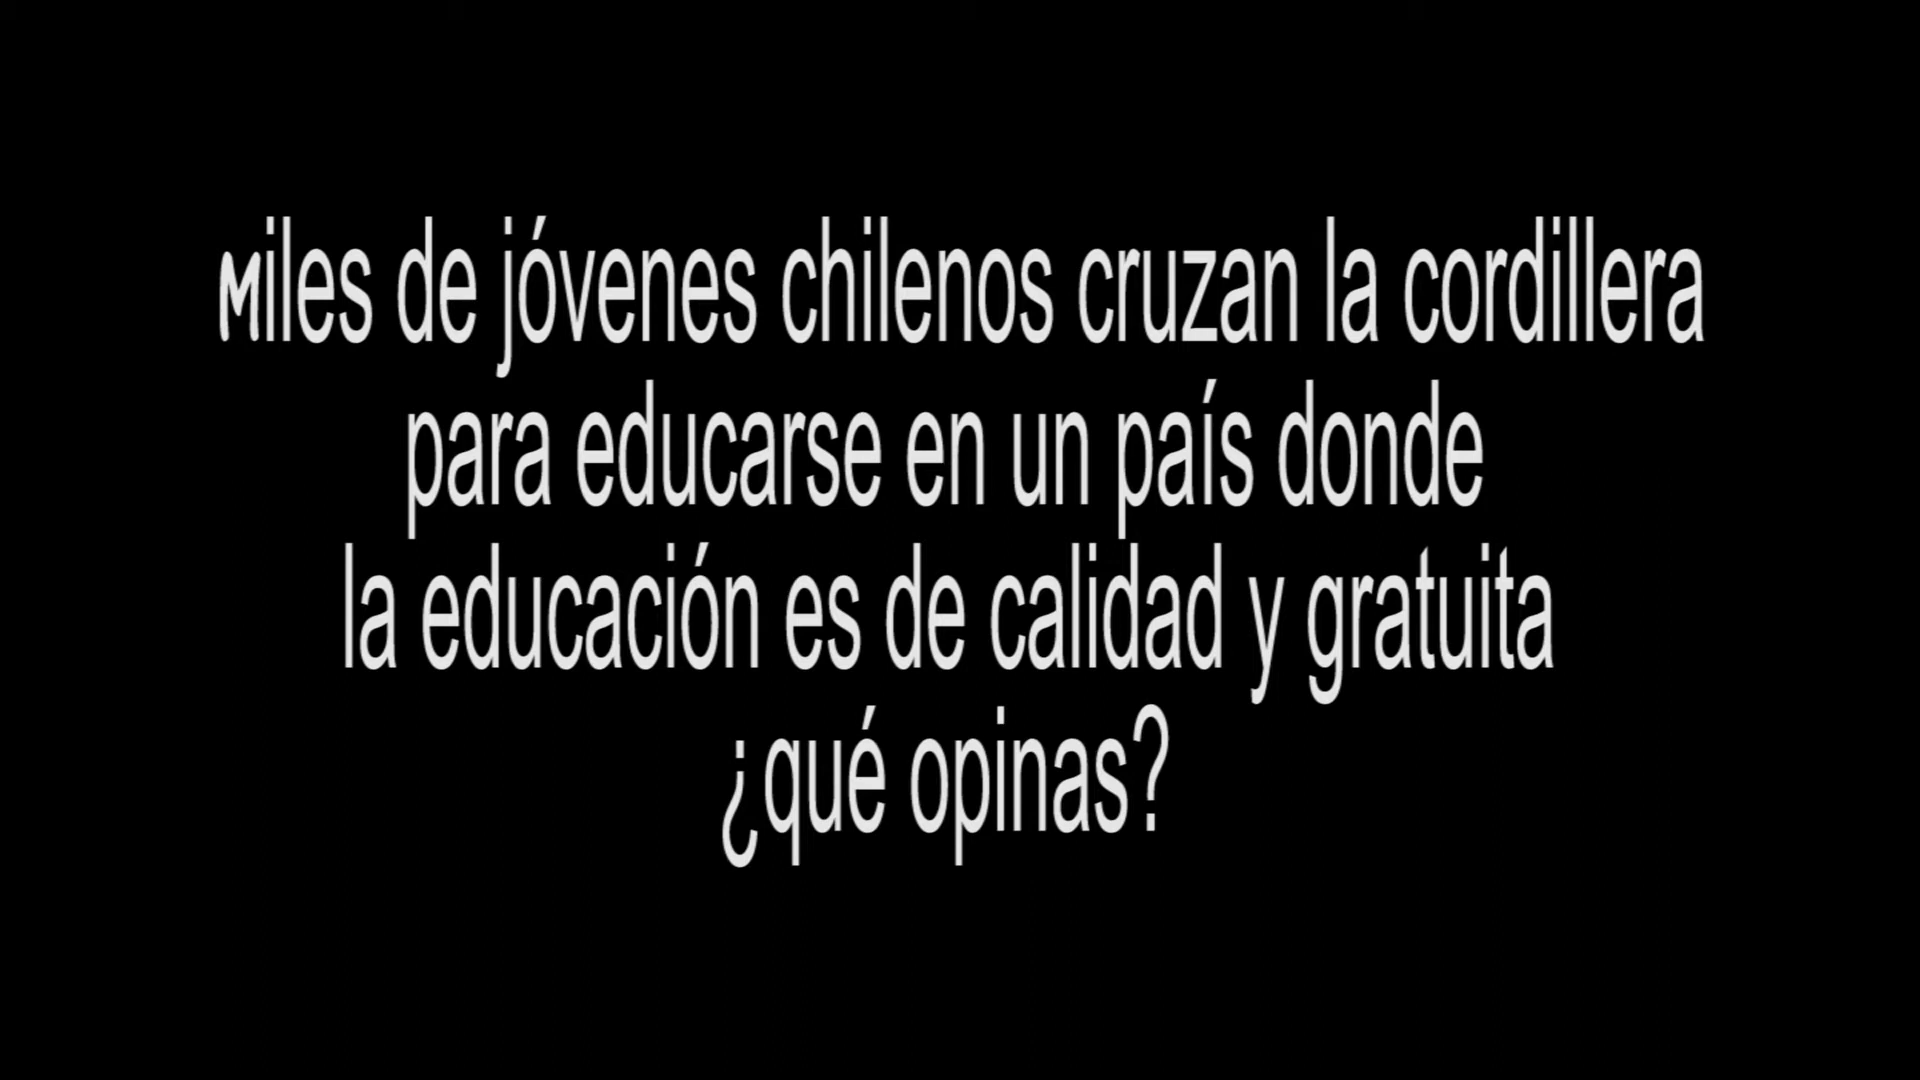 Miles de jóvenes chilenos cruzan la cordillera
para educarse en un país donde
la educación es de calidad y gratuita
¿qué opinas?